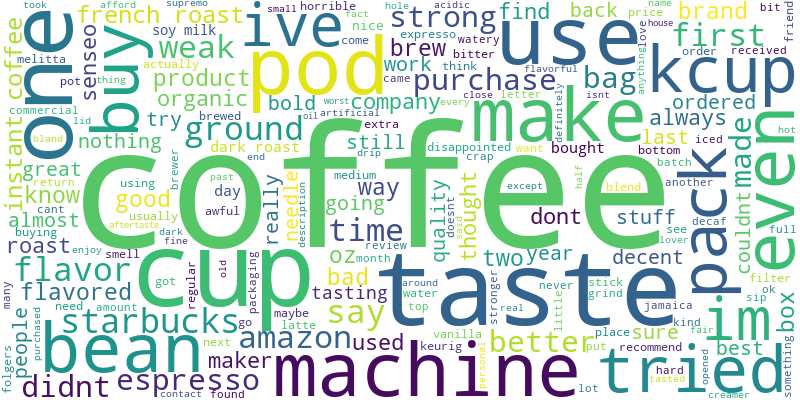 took afford supremo small horrible acidic hole price a house
french roast ive strong find back brand bit friend
melitta soy milk come nice fact expresso watery
one buy senseo weak pod brew bitter use first
actually work came think flavorful love order received
pot thing product purchase bag kcup
instant coffee organic bold company close letter isnt anything
commercial try brewed worst artificial every make ordered
lid nothing ground oil extra definitely always iced hot
bland dark roast still disappointed bought last bottom made even
great brewer end drip crap want batch
return using past medium except blend another
know good day really needle way thought quality dont stuff pack
cant usually awful description going doesnt said half decaf full
almost coffee time two year decent see lover couldnt
buying dark fine smell review
roast enjoy aftertaste cup oz month taste never stick filter
flavor got regular old packaging bad around stronger little grind ok
many flavored need amount tasting water real jamaica sip box
people starbucks go maybe say top kind im fair
purchased next latte vanilla better place sure best something
folgers bean amazon used keurig put recommend
didnt espresso maker machine personal lot tried hard opened tasted
contact found creamer